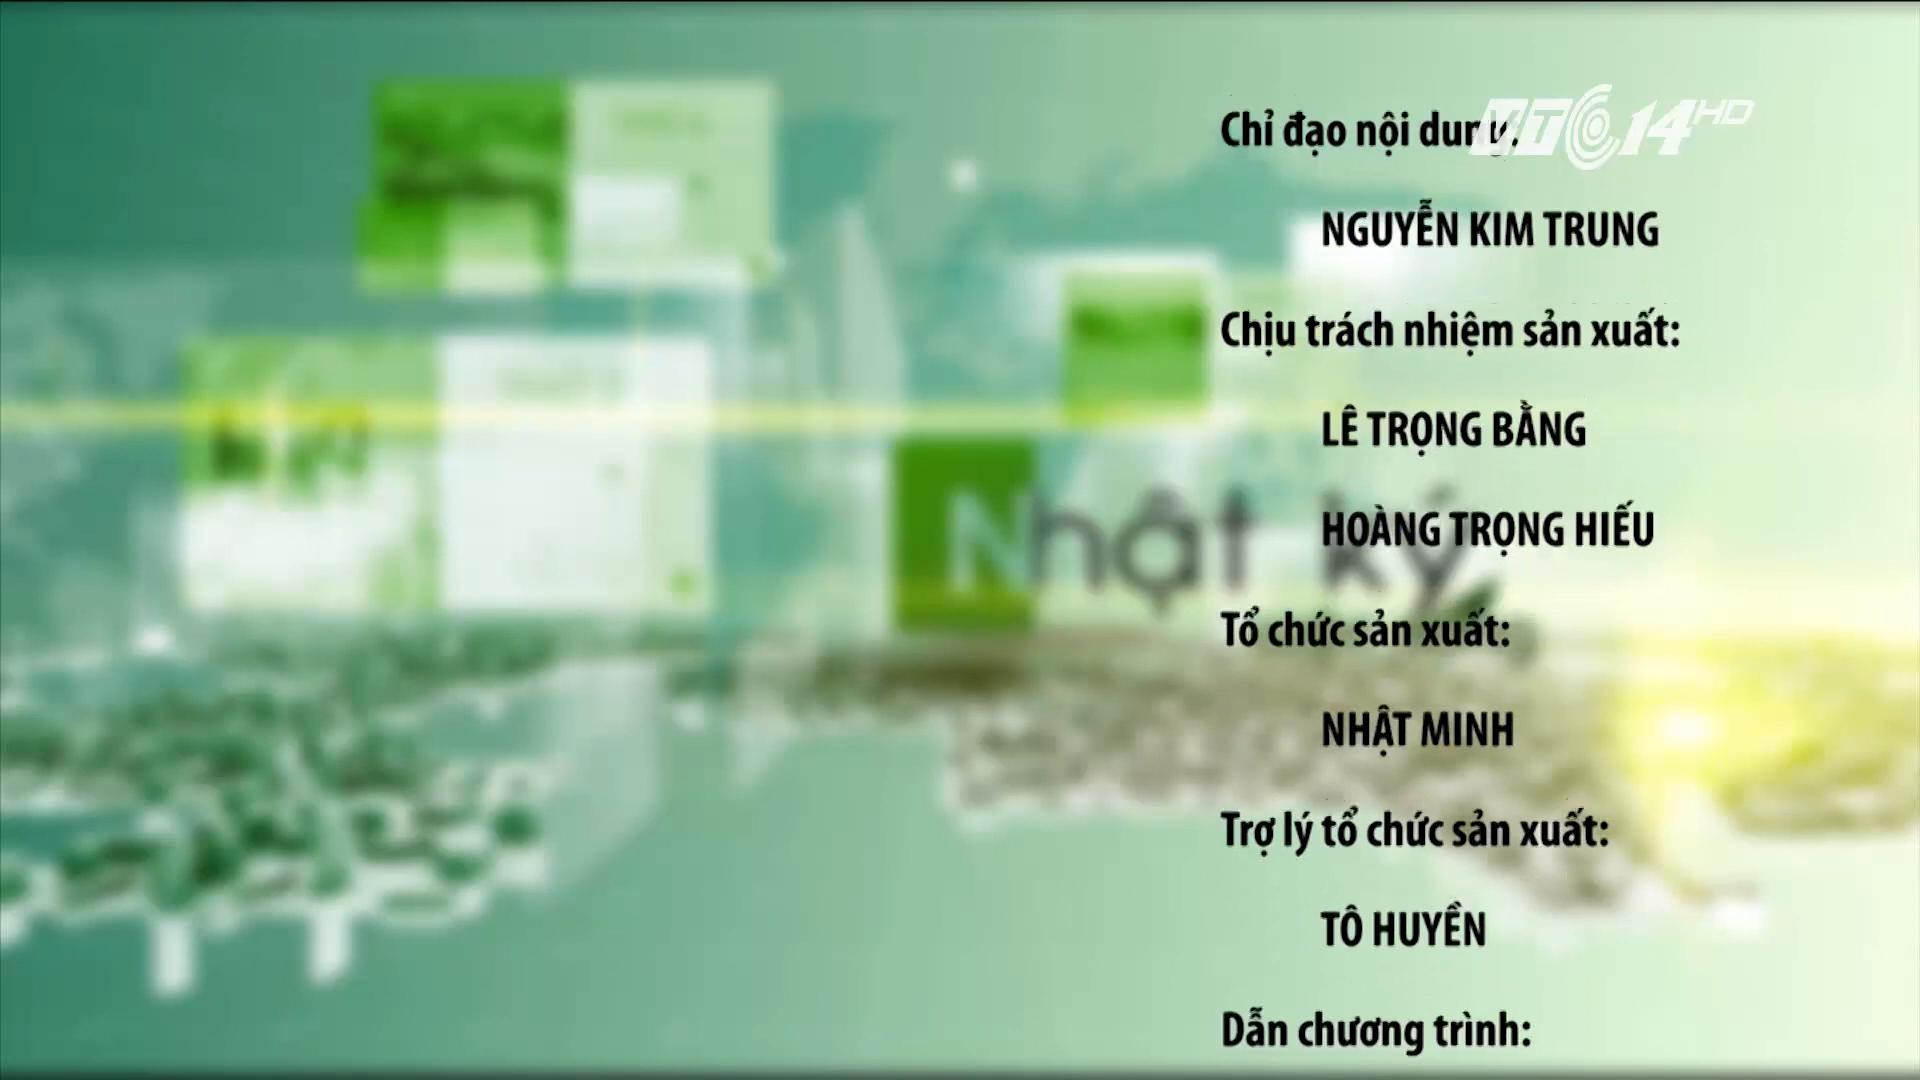 VTC14 HD
Chỉ đạo nội dung:
NGUYỄN KIM TRUNG
Chịu trách nhiệm sản xuất:
LÊ TRỌNG BẰNG
HOÀNG TRỌNG HIẾU
Nhật ký
Tổ chức sản xuất:
NHẬT MINH
Trợ lý tổ chức sản xuất:
TÔ HUYỀN
Dẫn chương trình: